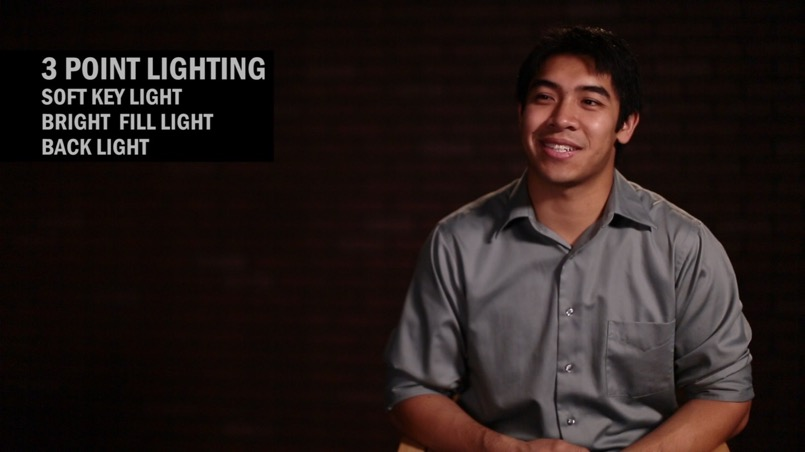 3 POINT LIGHTING
SOFT KEY LIGHT
BRIGHT FILL LIGHT
BACK LIGHT